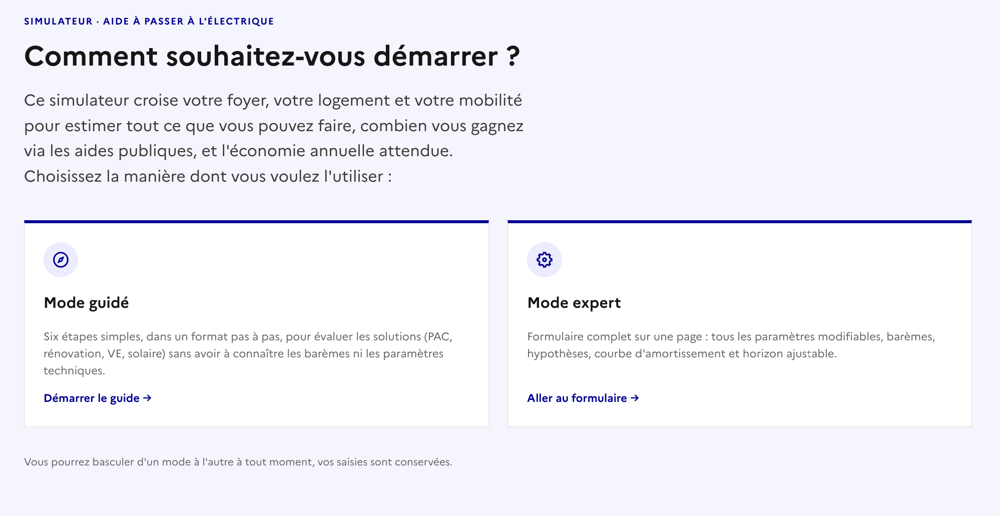 SIMULATEUR · AIDE À PASSER À L'ÉLECTRIQUE
Comment souhaitez-vous démarrer ?
Ce simulateur croise votre foyer, votre logement et votre mobilité
pour estimer tout ce que vous pouvez faire, combien vous gagnez
via les aides publiques, et l'économie annuelle attendue.
Choisissez la manière dont vous voulez l'utiliser :
Mode guidé
Six étapes simples, dans un format pas à pas, pour évaluer les solutions (PAC,
rénovation, VE, solaire) sans avoir à connaître les barèmes ni les paramètres
techniques.
Démarrer le guide →
Mode expert
Formulaire complet sur une page : tous les paramètres modifiables, barèmes,
hypothèses, courbe d'amortissement et horizon ajustable.
Aller au formulaire →
Vous pourrez basculer d'un mode à l'autre à tout moment, vos saisies sont conservées.